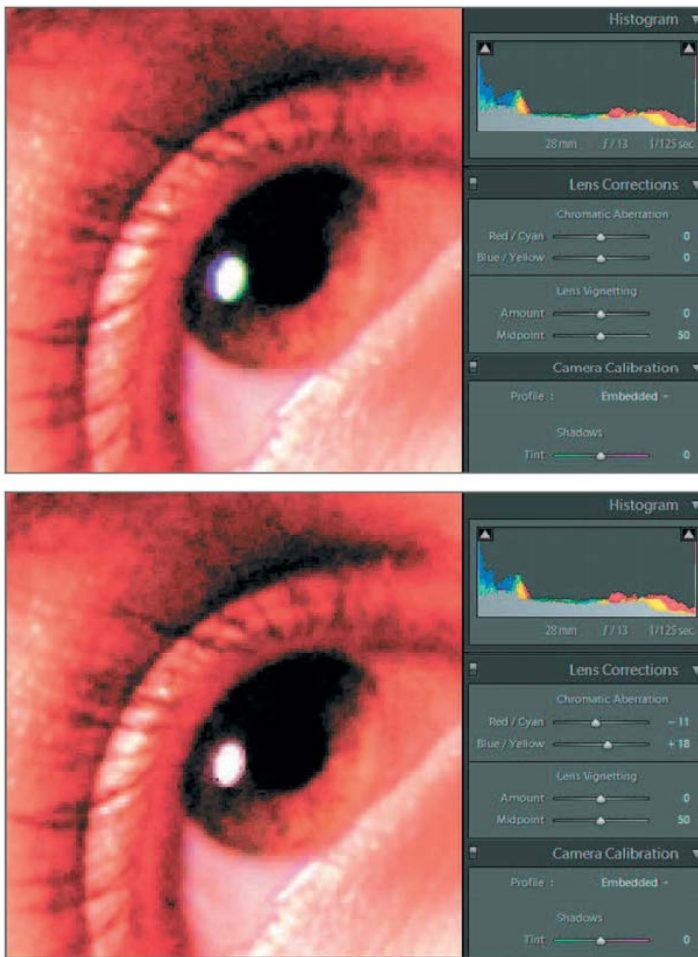 Histogram
28 mm ƒ / 13 1/125 sec
Lens Corrections
Chromatic Aberration
Red / Cyan 0
Blue / Yellow 0
Lens Vignetting
Amount 0
Midpoint 50
Camera Calibration
Profile : Embedded
Shadows
Tint 0
Histogram
28 mm ƒ / 13 1/125 sec
Lens Corrections
Chromatic Aberration
Red / Cyan – 11
Blue / Yellow + 18
Lens Vignetting
Amount 0
Midpoint 50
Camera Calibration
Profile : Embedded
Shadows
Tint 0